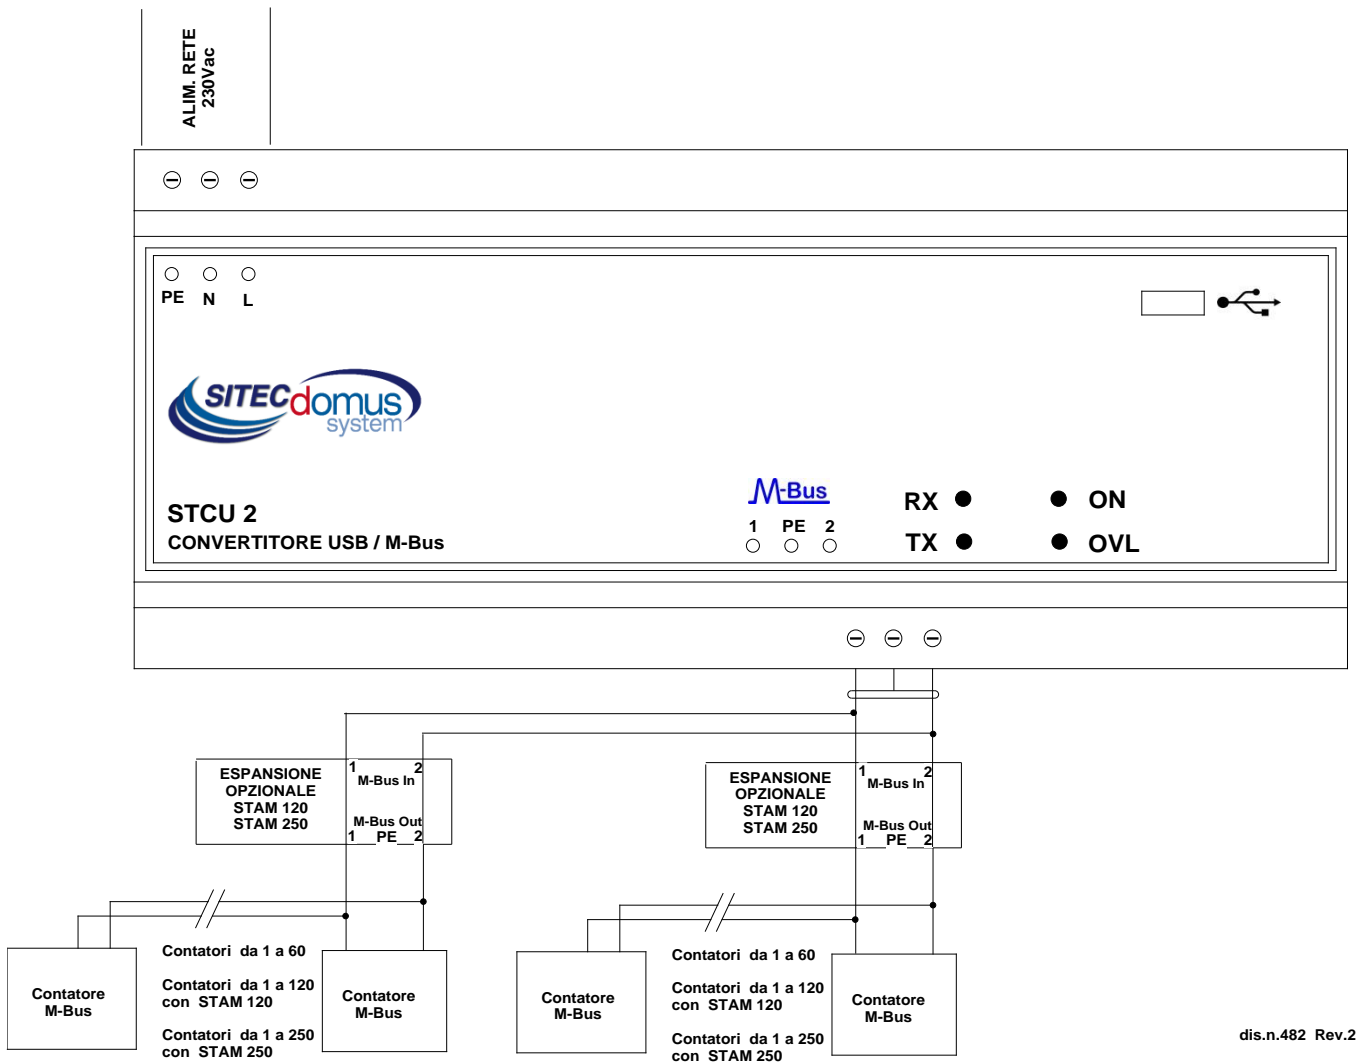 ALIM. RETE
230Vac
PE N L
SITEC domus
system
STCU 2
CONVERTITORE USB / M-Bus
M-Bus
1 PE 2
RX
ON
TX
OVL
ESPANSIONE
OPZIONALE
STAM 120
STAM 250
1 2
M-Bus In
M-Bus Out
1 PE 2
ESPANSIONE
OPZIONALE
STAM 120
STAM 250
1 2
M-Bus In
M-Bus Out
1 PE 2
Contatore
M-Bus
Contatori da 1 a 60
Contatori da 1 a 120
con STAM 120
Contatori da 1 a 250
con STAM 250
Contatore
M-Bus
Contatore
M-Bus
Contatori da 1 a 60
Contatori da 1 a 120
con STAM 120
Contatori da 1 a 250
con STAM 250
Contatore
M-Bus
dis.n.482 Rev.2